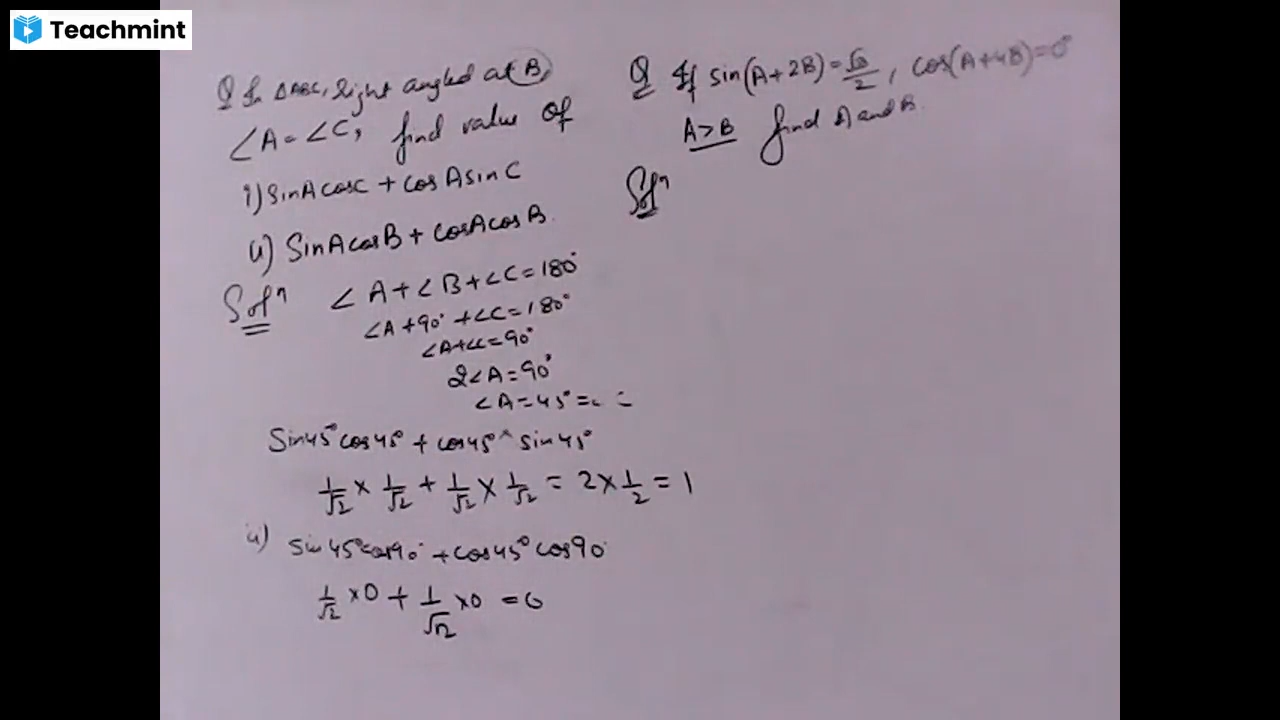 Teachmint
Q In ΔABC, right angled at B,
∠A = ∠C, find value of
i) sinA cosC + cos A sin C
ii) SinA cosB + cosA cos B.
Solⁿ
∠A + ∠B + ∠C = 180°
∠A + 90° + ∠C = 180°
∠A + ∠C = 90°
2∠A = 90°
∠A = 45° =
Sin45° cos45° + cos45° × sin45°
1/√2 × 1/√2 + 1/√2 × 1/√2 = 2 × 1/2 = 1
ii) sin 45° cos90° + cos45° cos90°
1/√2 × 0 + 1/√2 × 0 = 0
Q If sin(A + 2B) = /2, cos(A + 4B) = 0°
A > B find A and B.
Solⁿ